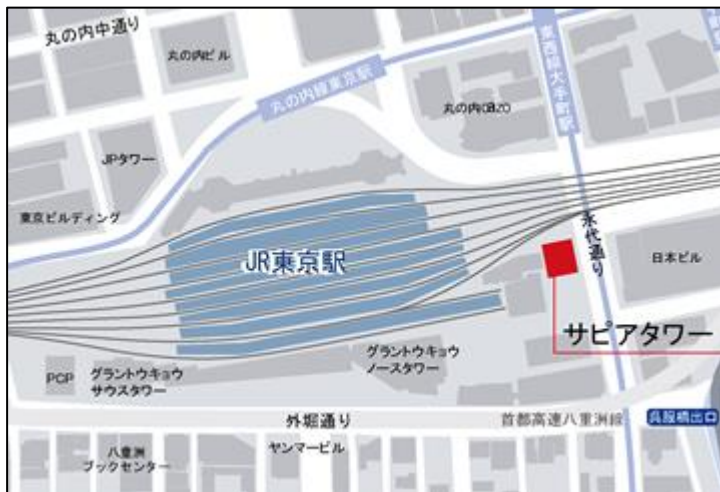 丸の内中通り
丸の内ビル
丸の内線東京駅
東西線大手町駅
丸の内oazo
JPタワー
東京ビルディング
JR東京駅
永代通り
日本ビル
サピアタワー
PCP
グラントウキョウ
サウスタワー
グラントウキョウ
ノースタワー
外堀通り
首都高速八重洲線
呉服橋出口
八重洲
ブックセンター
ヤンマービル